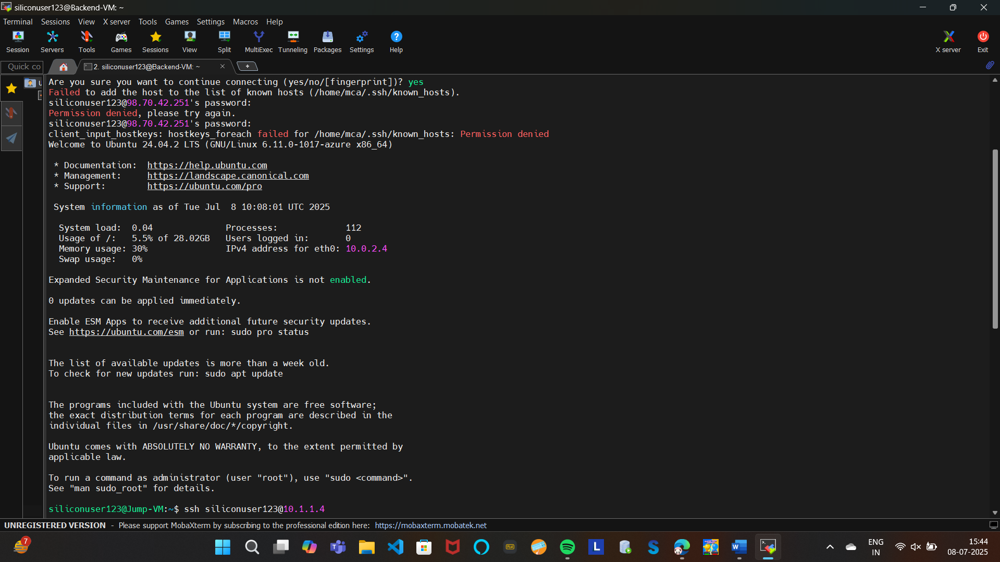 siliconuser123@Backend-VM: ~
Terminal Sessions View X server Tools Games Settings Macros Help
Session Servers Tools Games Sessions View Split MultiExec Tunneling Packages Settings Help X server Exit
Quick co
2. siliconuser123@Backend-VM: ~
Are you sure you want to continue connecting (yes/no/[fingerprint])? yes
Failed to add the host to the list of known hosts (/home/mca/.ssh/known_hosts).
siliconuser123@98.70.42.251's password:
Permission denied, please try again.
siliconuser123@98.70.42.251's password:
client_input_hostkeys: hostkeys_foreach failed for /home/mca/.ssh/known_hosts: Permission denied
Welcome to Ubuntu 24.04.2 LTS (GNU/Linux 6.11.0-1017-azure x86_64)
* Documentation: https://help.ubuntu.com
* Management: https://landscape.canonical.com
* Support: https://ubuntu.com/pro
System information as of Tue Jul 8 10:08:01 UTC 2025
System load: 0.04 Processes: 112
Usage of /: 5.5% of 28.02GB Users logged in: 0
Memory usage: 30% IPv4 address for eth0: 10.0.2.4
Swap usage: 0%
Expanded Security Maintenance for Applications is not enabled.
0 updates can be applied immediately.
Enable ESM Apps to receive additional future security updates.
See https://ubuntu.com/esm or run: sudo pro status
The list of available updates is more than a week old.
To check for new updates run: sudo apt update
The programs included with the Ubuntu system are free software;
the exact distribution terms for each program are described in the
individual files in /usr/share/doc/*/copyright.
Ubuntu comes with ABSOLUTELY NO WARRANTY, to the extent permitted by
applicable law.
To run a command as administrator (user "root"), use "sudo <command>".
See "man sudo_root" for details.
siliconuser123@Jump-VM:~$ ssh siliconuser123@10.1.1.4
UNREGISTERED VERSION - Please support MobaXterm by subscribing to the professional edition here: https://mobaxterm.mobatek.net
7
ENG
IN
15:44
08-07-2025